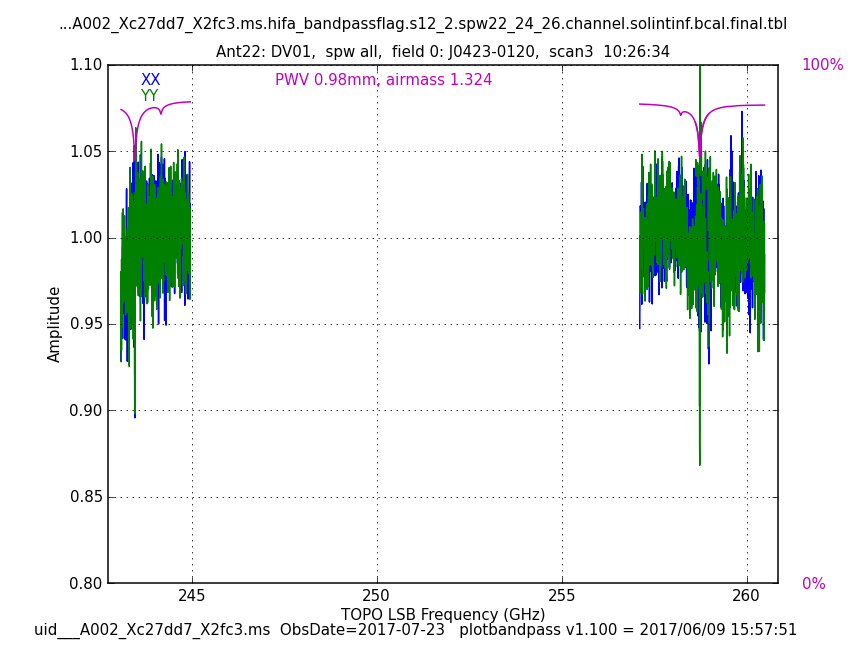 ...A002_Xc27dd7_X2fc3.ms.hifa_bandpassflag.s12_2.spw22_24_26.channel.solintinf.bcal.final.tbl
Ant22: DV01,  spw all,  field 0: J0423-0120,  scan3  10:26:34
1.10
XX
YY
PWV 0.98mm, airmass 1.324
100%
1.05
1.00
0.95
0.90
0.85
0.80
0%
Amplitude
245
250
255
260
TOPO LSB Frequency (GHz)
uid___A002_Xc27dd7_X2fc3.ms  ObsDate=2017-07-23   plotbandpass v1.100 = 2017/06/09 15:57:51